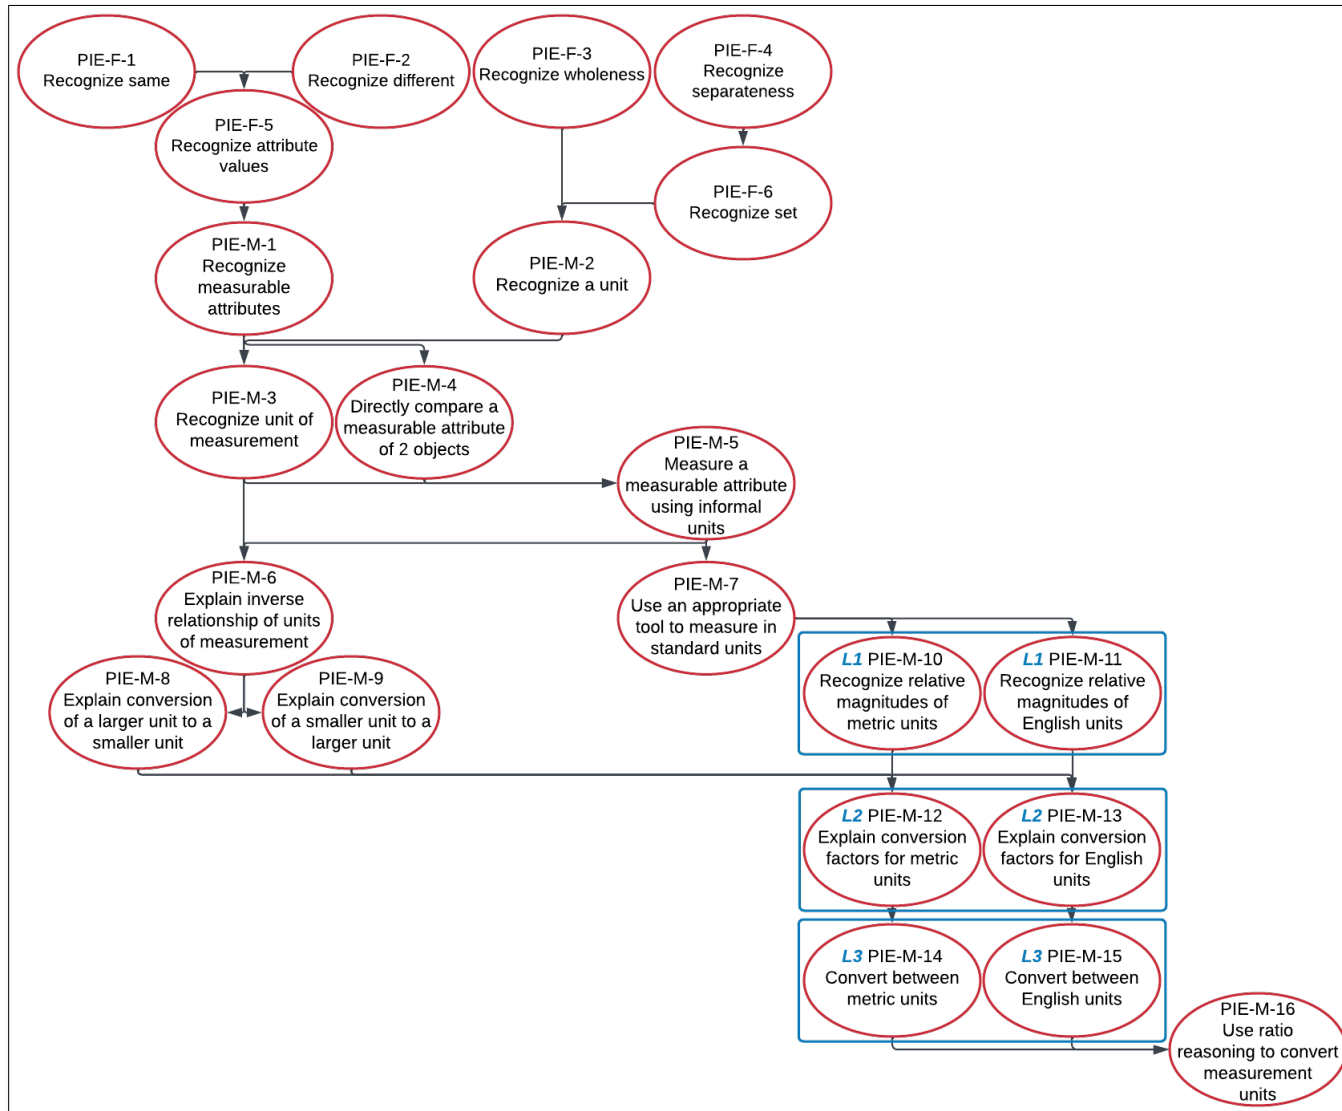 PIE-F-1
Recognize same
PIE-F-2
Recognize different
PIE-F-3
Recognize wholeness
PIE-F-4
Recognize
separateness
PIE-F-5
Recognize attribute
values
PIE-F-6
Recognize set
PIE-M-1
Recognize
measurable
attributes
PIE-M-2
Recognize a unit
PIE-M-3
Recognize unit of
measurement
PIE-M-4
Directly compare a
measurable attribute
of 2 objects
PIE-M-5
Measure a
measurable attribute
using informal
units
PIE-M-6
Explain inverse
relationship of units
of measurement
PIE-M-7
Use an appropriate
tool to measure in
standard units
PIE-M-8
Explain conversion
of a larger unit to a
smaller unit
PIE-M-9
Explain conversion
of a smaller unit to a
larger unit
L1 PIE-M-10
Recognize relative
magnitudes of
metric units
L1 PIE-M-11
Recognize relative
magnitudes of
English units
L2 PIE-M-12
Explain conversion
factors for metric
units
L2 PIE-M-13
Explain conversion
factors for English
units
L3 PIE-M-14
Convert between
metric units
L3 PIE-M-15
Convert between
English units
PIE-M-16
Use ratio
reasoning to convert
measurement
units